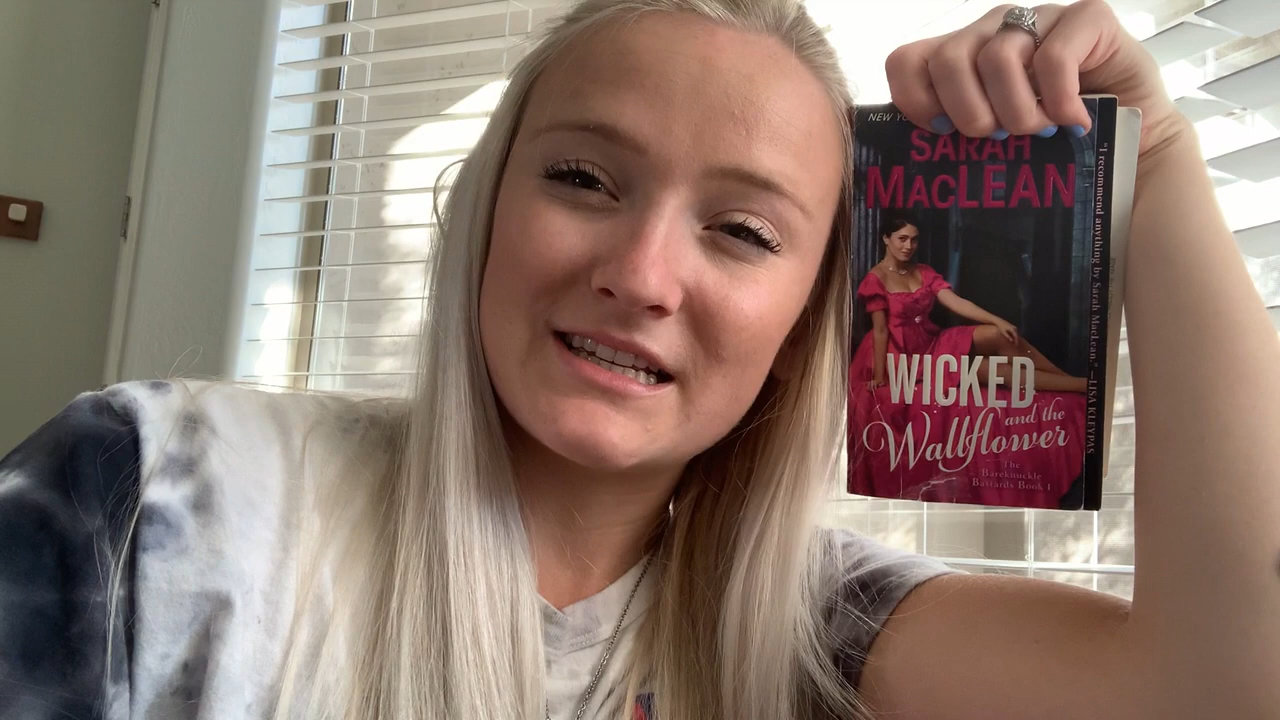 NEW YO
SARAH
MACLEAN
WICKED
and the
Wallflower
The
Bareknuckle
Bastards Book I
"I recommend anything by Sarah MacLean." —LISA KLEYPAS